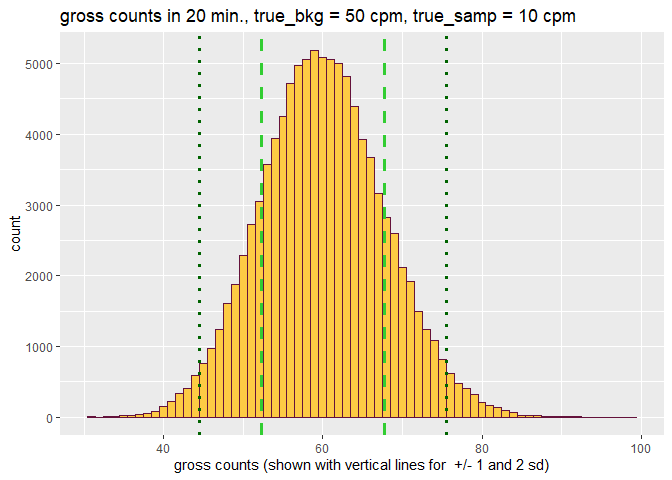 gross counts in 20 min., true_bkg = 50 cpm, true_samp = 10 cpm
5000
4000
3000
2000
1000
0
count
40 60 80 100
gross counts (shown with vertical lines for  +/- 1 and 2 sd)